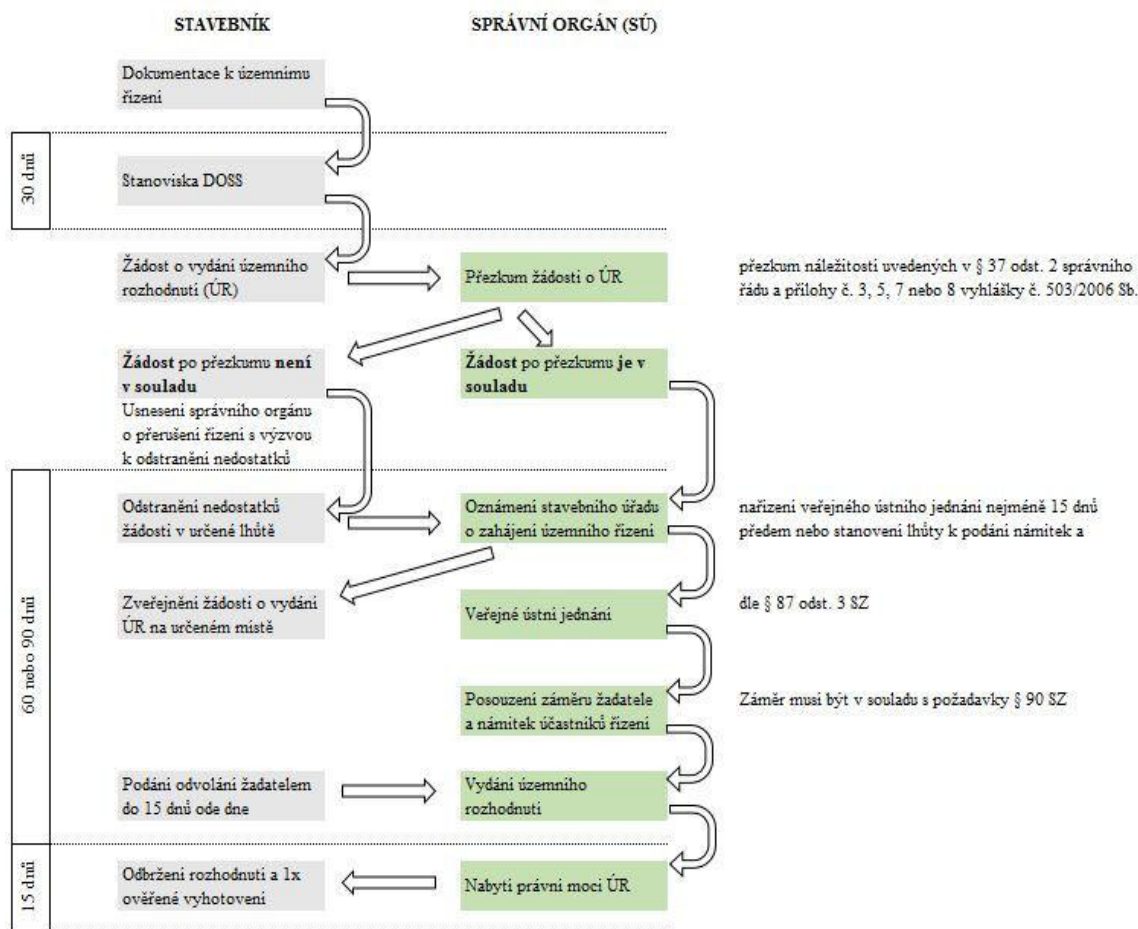 STAVEBNÍK
SPRÁVNÍ ORGÁN (SÚ)
Dokumentace k územnímu
řízení
30 dnů
Stanoviska DOSS
Žádost o vydání územního
rozhodnutí (ÚR)
Přezkum žádosti o ÚR
přezkum náležitostí uvedených v § 37 odst. 2 správního
řádu a přílohy č. 3, 5, 7 nebo 8 vyhlášky č. 503/2006 Sb.
Žádost po přezkumu není
v souladu
Usnesení správního orgánu
o přerušení řízení s výzvou
k odstranění nedostatků
Žádost po přezkumu je v
souladu
60 nebo 90 dnů
Odstranění nedostatků
žádosti v určené lhůtě
Oznámení stavebního úřadu
o zahájení územního řízení
nařízení veřejného ústního jednání nejméně 15 dnů
předem nebo stanovení lhůty k podání námitek a
Zveřejnění žádosti o vydání
ÚR na určeném místě
Veřejné ústní jednání
dle § 87 odst. 3 SZ
Posouzení záměru žadatele
a námitek účastníků řízení
Záměr musí být v souladu s požadavky § 90 SZ
Podání odvolání žadatelem
do 15 dnů ode dne
Vydání územního
rozhodnutí
15 dnů
Odbržení rozhodnutí a 1x
ověřené vyhotovení
Nabytí právní moci ÚR